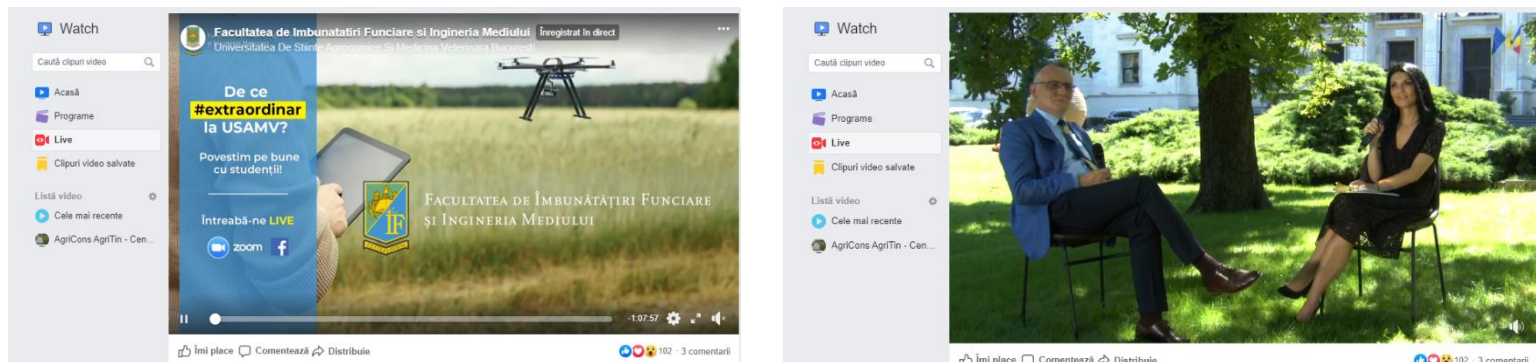 Watch
Caută clipuri video
Acasă
Programe
Live
Clipuri video salvate
Listă video
Cele mai recente
AgriCons AgriTin - Cen...
Facultatea de Imbunatatiri Funciare si Ingineria Mediului Înregistrat în direct
Universitatea De Stiinte Agronomice Si Medicina Veterinara Bucuresti
De ce
#extraordinar
la USAMV?
Povestim pe bune
cu studenții!
Întreabă-ne LIVE
zoom
IF
FACULTATEA DE ÎMBUNĂTĂȚIRI FUNCIARE
ȘI INGINERIA MEDIULUI
-1:07:57
Îmi place Comentează Distribuie 102 · 3 comentarii
Watch
Caută clipuri video
Acasă
Programe
Live
Clipuri video salvate
Listă video
Cele mai recente
AgriCons AgriTin - Cen...
Îmi place Comentează Distribuie 102 · 3 comentarii